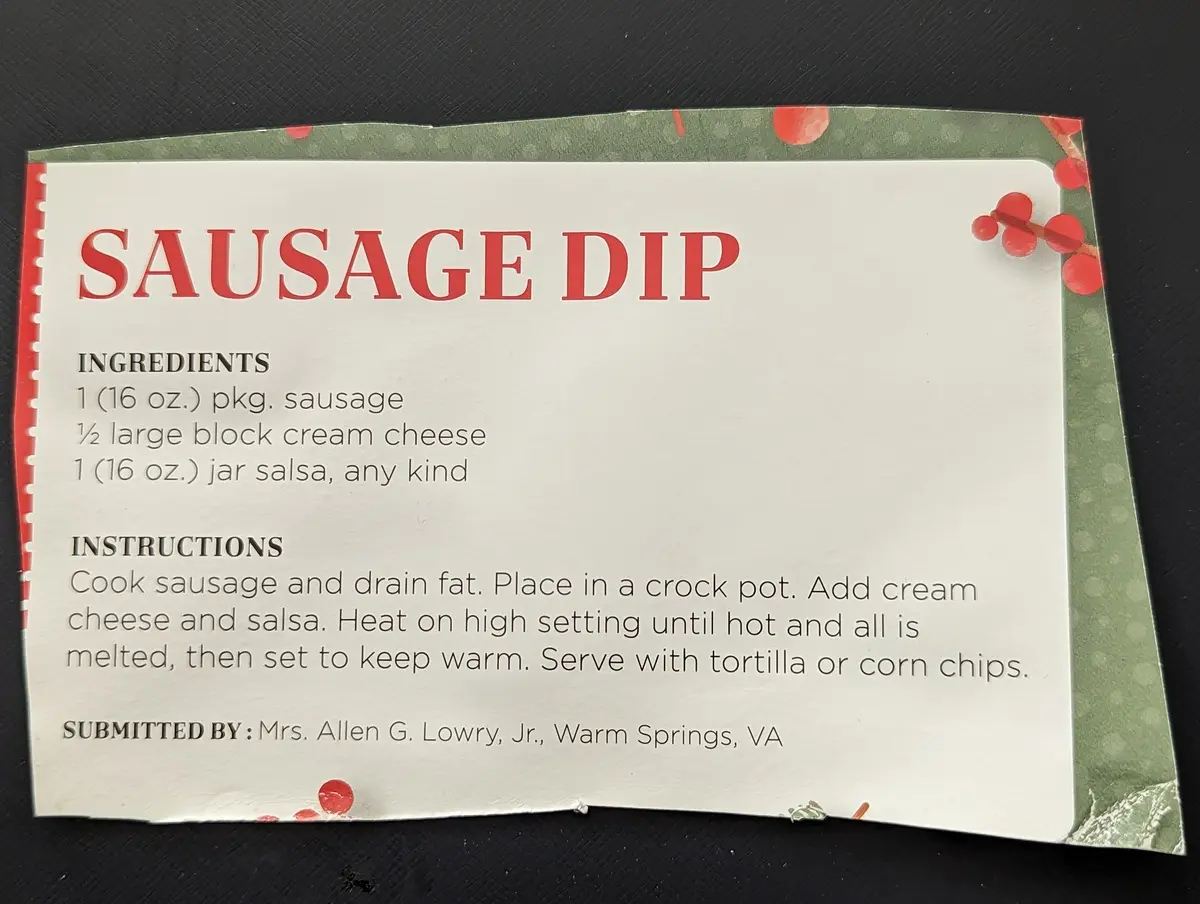 SAUSAGE DIP
INGREDIENTS
1 (16 oz.) pkg. sausage
½ large block cream cheese
1 (16 oz.) jar salsa, any kind
INSTRUCTIONS
Cook sausage and drain fat. Place in a crock pot. Add cream
cheese and salsa. Heat on high setting until hot and all is
melted, then set to keep warm. Serve with tortilla or corn chips.
SUBMITTED BY: Mrs. Allen G. Lowry, Jr., Warm Springs, VA